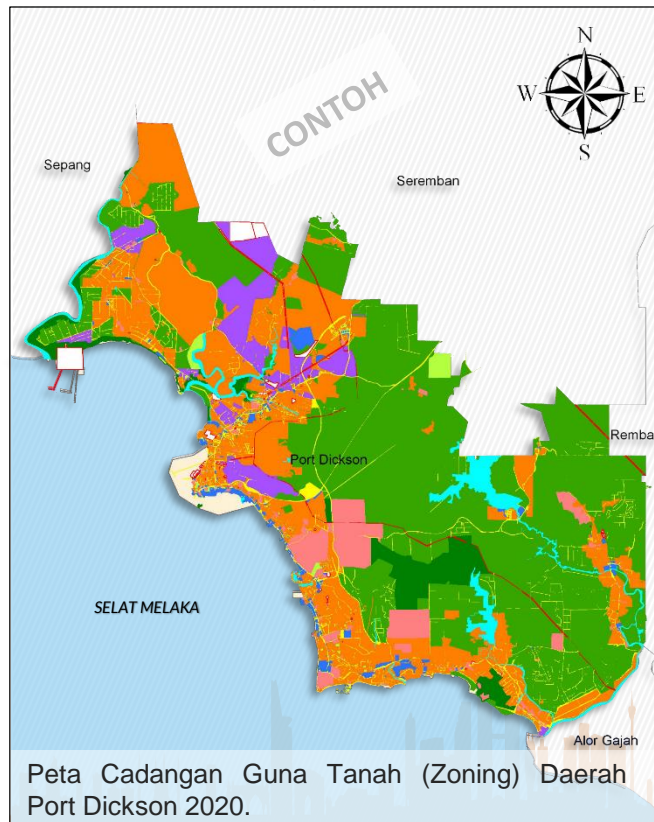 CONTOH
N
W E
S
Sepang
Seremban
Remba
Port Dickson
SELAT MELAKA
Alor Gajah
Peta Cadangan Guna Tanah (Zoning) Daerah
Port Dickson 2020.